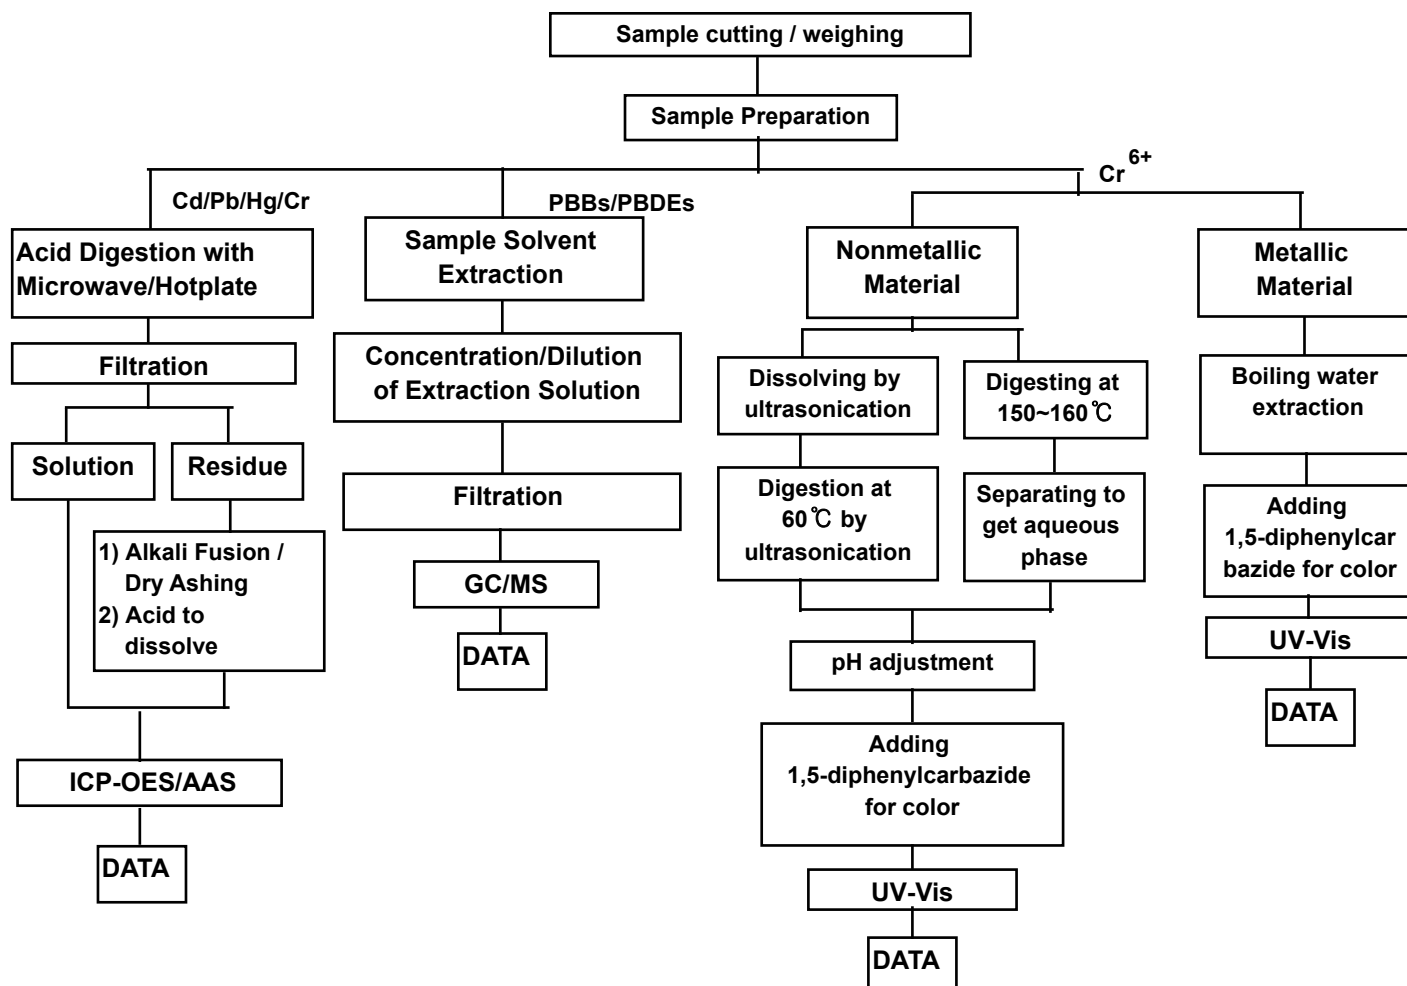 Sample cutting / weighing
Sample Preparation
Cd/Pb/Hg/Cr
Acid Digestion with
Microwave/Hotplate
Filtration
Solution
Residue
1) Alkali Fusion /
Dry Ashing
2) Acid to
dissolve
ICP-OES/AAS
DATA
PBBs/PBDEs
Sample Solvent
Extraction
Concentration/Dilution
of Extraction Solution
Filtration
GC/MS
DATA
Cr 6+
Nonmetallic
Material
Dissolving by
ultrasonication
Digestion at
60℃ by
ultrasonication
Digesting at
150~160℃
Separating to
get aqueous
phase
pH adjustment
Adding
1,5-diphenylcarbazide
for color
UV-Vis
DATA
Metallic
Material
Boiling water
extraction
Adding
1,5-diphenylcar
bazide for color
UV-Vis
DATA